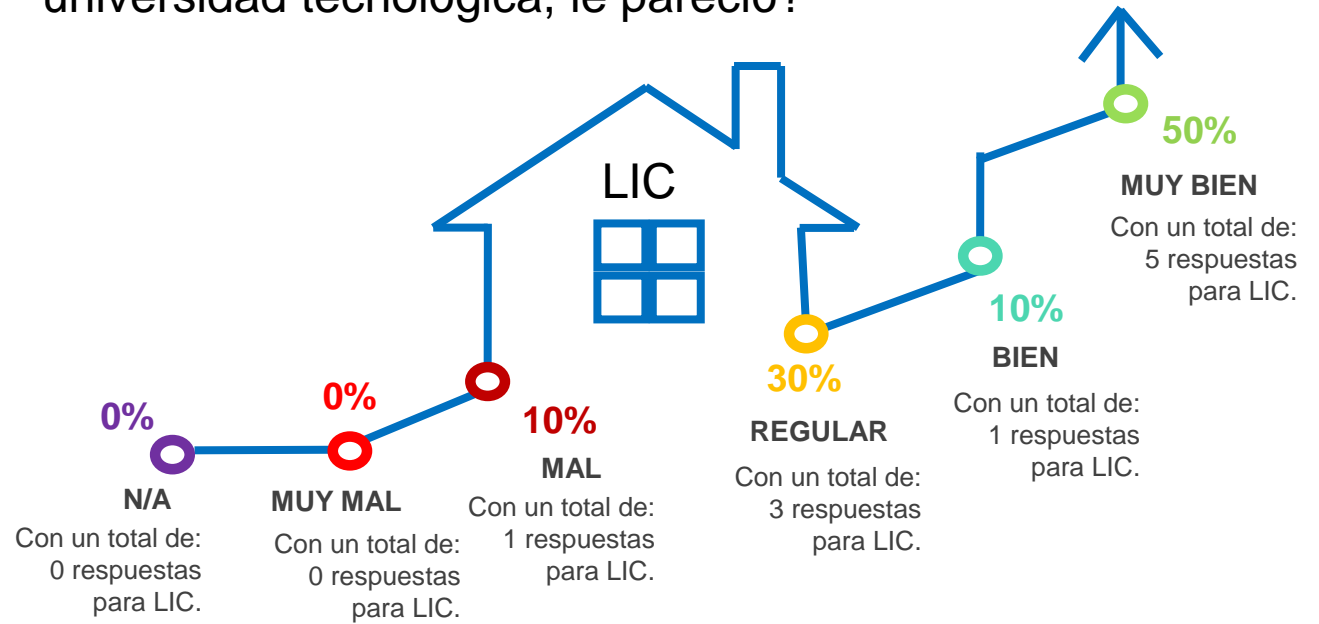 universidad tecnológica, le pareció?
LIC
0%
N/A
Con un total de:
0 respuestas
para LIC.
0%
MUY MAL
Con un total de:
0 respuestas
para LIC.
10%
MAL
Con un total de:
1 respuestas
para LIC.
30%
REGULAR
Con un total de:
3 respuestas
para LIC.
10%
BIEN
Con un total de:
1 respuestas
para LIC.
50%
MUY BIEN
Con un total de:
5 respuestas
para LIC.